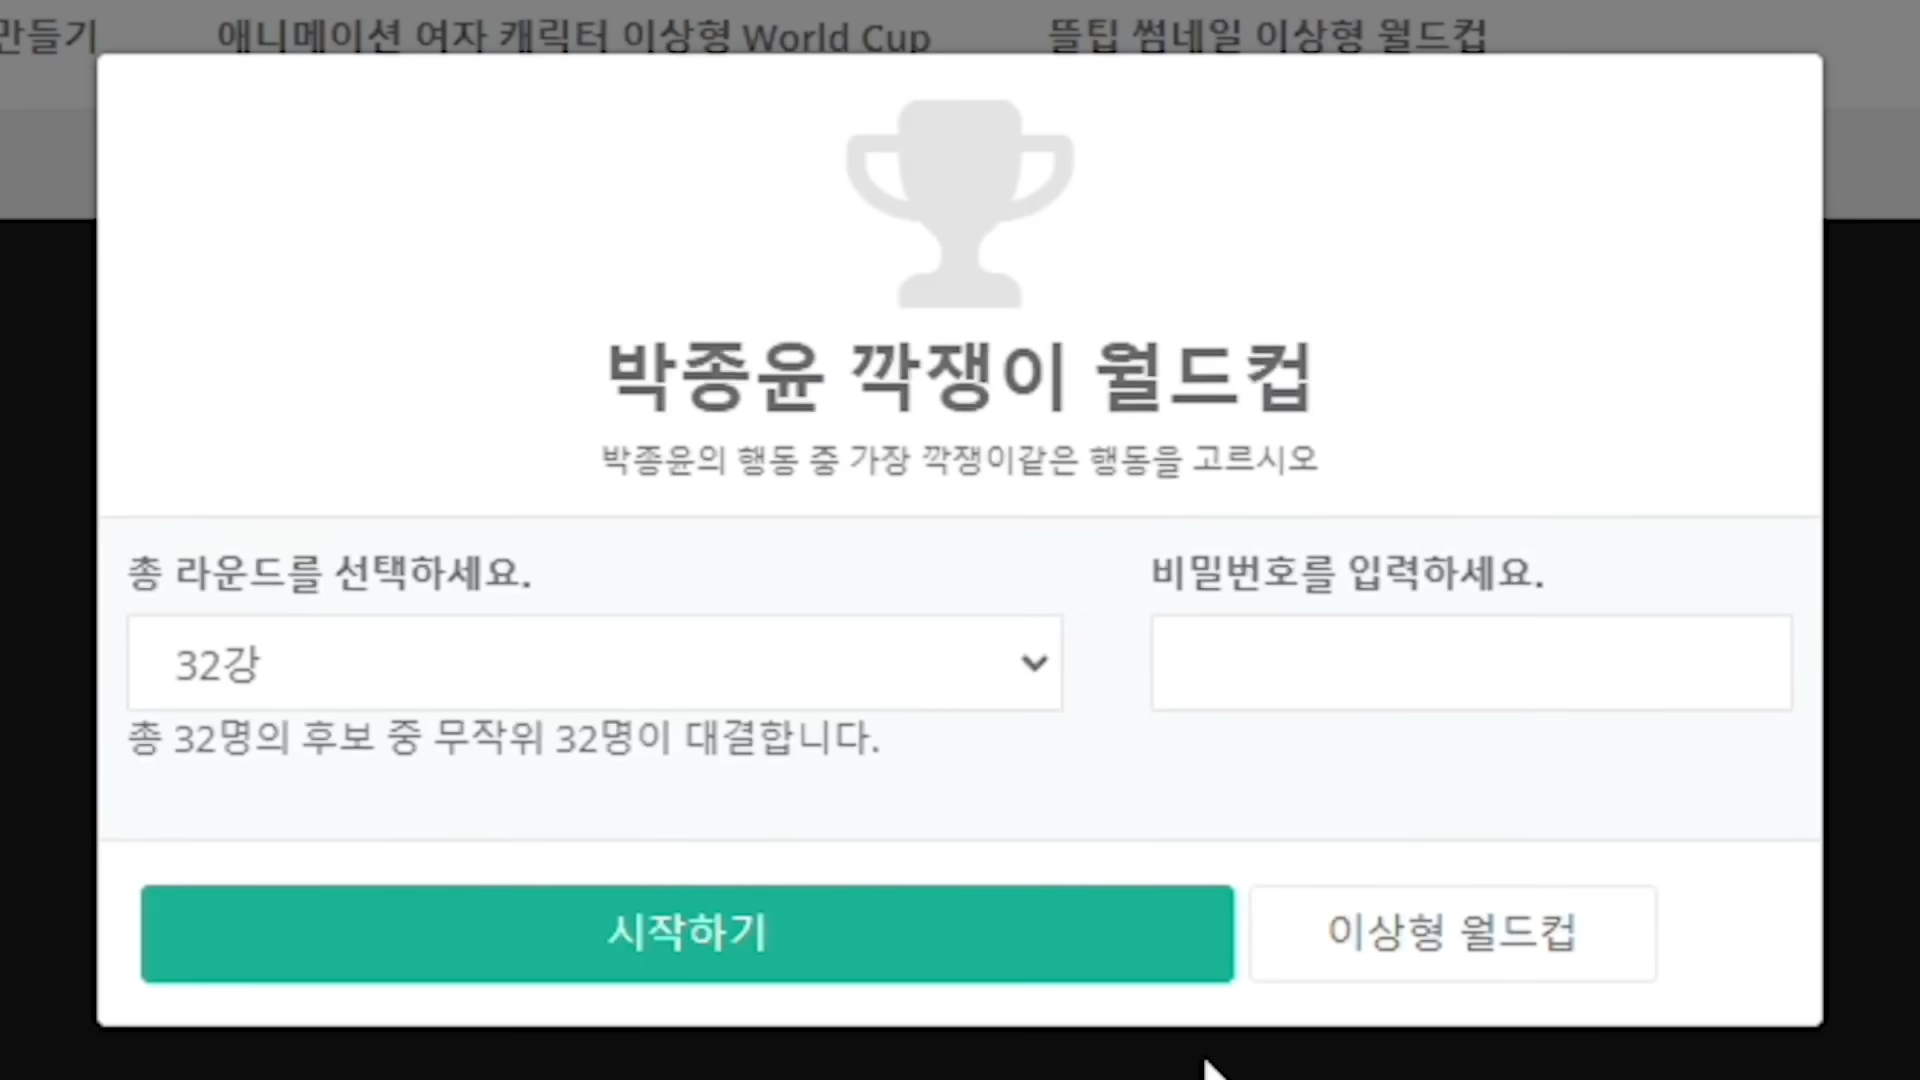 만들기 애니메이션 여자 캐릭터 이상형 World Cup 뜰팁 썸네일 이상형 월드컵
박종윤 깍쟁이 월드컵
박종윤의 행동 중 가장 깍쟁이같은 행동을 고르시오
총 라운드를 선택하세요.
비밀번호를 입력하세요.
32강
총 32명의 후보 중 무작위 32명이 대결합니다.
시작하기
이상형 월드컵